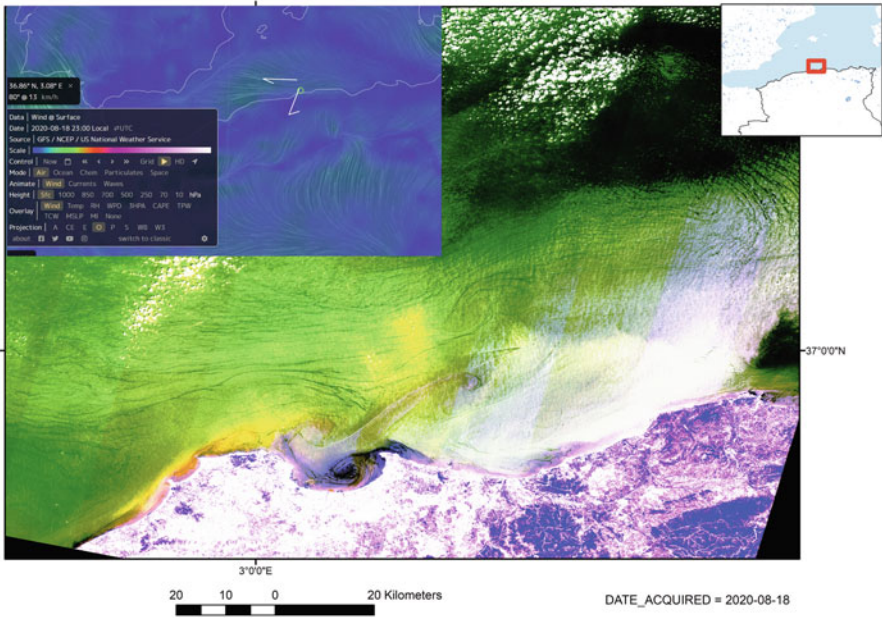 36.86° N, 3.08° E ×
80° @ 13 km/h
Data | Wind @ Surface
Date | 2020-08-18 23:00 Local ⇄UTC
Source | GFS / NCEP / US National Weather Service
Scale |
Control | Now « ‹ › » Grid ▶ HD
Mode | Air Ocean Chem Particulates Space
Animate | Wind Currents Waves
Height | Sfc 1000 850 700 500 250 70 10 hPa
Overlay | Wind Temp RH WPD 3HPA CAPE TPW
TCW MSLP MI None
Projection | A CE E O P S WB W3
about switch to classic
37°0'0"N
3°0'0"E
20 10 0 20 Kilometers
DATE_ACQUIRED = 2020-08-18